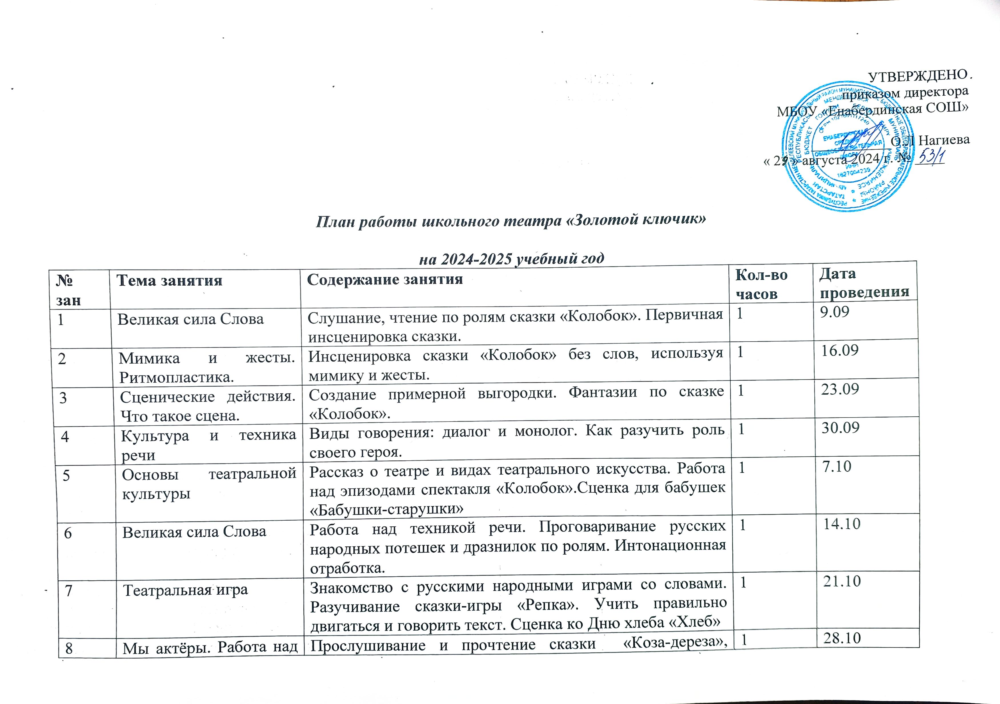 УТВЕРЖДЕНО.
приказом директора
МБОУ «Енабердинская СОШ»
О.Л Нагиева
« 29 » августа 2024 г. № 53/1
ЕНАБЕРДИНСКАЯ
СРЕДНЯЯ
ОБЩЕОБРАЗОВАТЕЛЬНАЯ
ИНН
1627004239
План работы школьного театра «Золотой ключик»
на 2024-2025 учебный год
№ Тема занятия Содержание занятия Кол-во Дата
зан часов проведения
1 Великая сила Слова Слушание, чтение по ролям сказки «Колобок». Первичная 1 9.09
инсценировка сказки.
2 Мимика и жесты. Инсценировка сказки «Колобок» без слов, используя 1 16.09
Ритмопластика. мимику и жесты.
3 Сценические действия. Создание примерной выгородки. Фантазии по сказке 1 23.09
Что такое сцена. «Колобок».
4 Культура и техника Виды говорения: диалог и монолог. Как разучить роль 1 30.09
речи своего героя.
5 Основы театральной Рассказ о театре и видах театрального искусства. Работа 1 7.10
культуры над эпизодами спектакля «Колобок».Сценка для бабушек
«Бабушки-старушки»
6 Великая сила Слова Работа над техникой речи. Проговаривание русских 1 14.10
народных потешек и дразнилок по ролям. Интонационная
отработка.
7 Театральная игра Знакомство с русскими народными играми со словами. 1 21.10
Разучивание сказки-игры «Репка». Учить правильно
двигаться и говорить текст. Сценка ко Дню хлеба «Хлеб»
8 Мы актёры. Работа над Прослушивание и прочтение сказки «Коза-дереза», 1 28.10